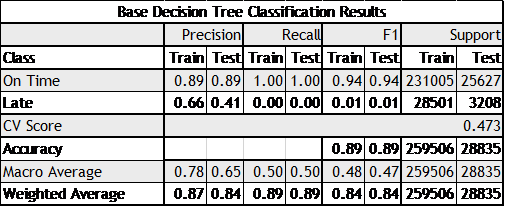 Base Decision Tree Classification Results
Precision Recall F1 Support
Class Train Test Train Test Train Test Train Test
On Time 0.89 0.89 1.00 1.00 0.94 0.94 231005 25627
Late 0.66 0.41 0.00 0.00 0.01 0.01 28501 3208
CV Score 0.473
Accuracy 0.89 0.89 259506 28835
Macro Average 0.78 0.65 0.50 0.50 0.48 0.47 259506 28835
Weighted Average 0.87 0.84 0.89 0.89 0.84 0.84 259506 28835